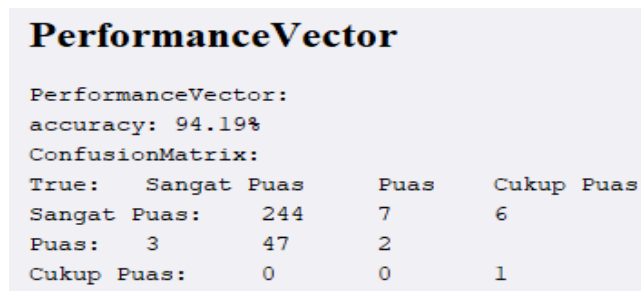 PerformanceVector
PerformanceVector:
accuracy: 94.19%
ConfusionMatrix:
True: Sangat Puas Puas Cukup Puas
Sangat Puas: 244 7 6
Puas: 3 47 2
Cukup Puas: 0 0 1